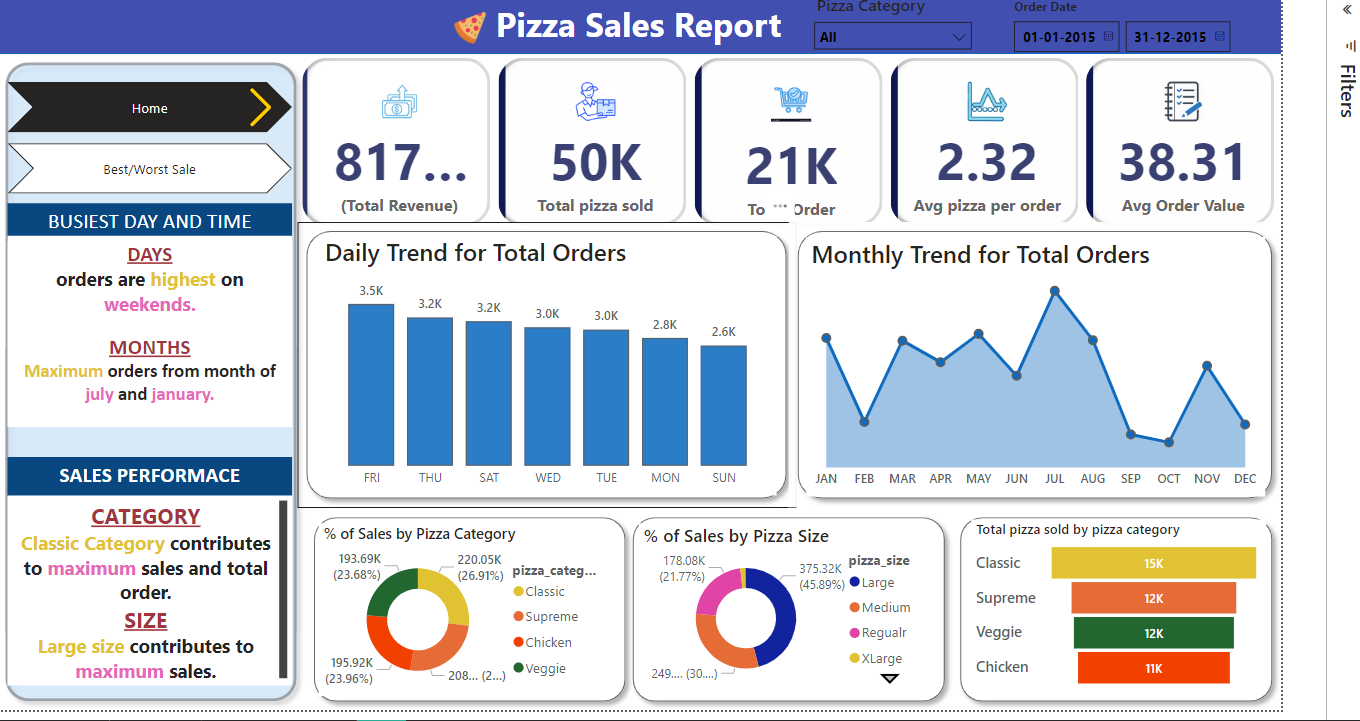 Pizza Sales Report
Pizza Category
All
Order Date
01-01-2015
31-12-2015
«
Filters
Home
Best/Worst Sale
BUSIEST DAY AND TIME
DAYS
orders are highest on
weekends.
MONTHS
Maximum orders from month of
july and january.
SALES PERFORMACE
CATEGORY
Classic Category contributes
to maximum sales and total
order.
SIZE
Large size contributes to
maximum sales.
817...
(Total Revenue)
50K
Total pizza sold
21K
To ... Order
2.32
Avg pizza per order
38.31
Avg Order Value
Daily Trend for Total Orders
3.5K
3.2K
3.2K
3.0K
3.0K
2.8K
2.6K
FRI
THU
SAT
WED
TUE
MON
SUN
Monthly Trend for Total Orders
JAN
FEB
MAR
APR
MAY
JUN
JUL
AUG
SEP
OCT
NOV
DEC
% of Sales by Pizza Category
193.69K
(23.68%)
220.05K
(26.91%)
195.92K
(23.96%)
208... (2...)
pizza_categ...
Classic
Supreme
Chicken
Veggie
% of Sales by Pizza Size
178.08K
(21.77%)
375.32K
(45.89%)
249.... (30....)
pizza_size
Large
Medium
Regualr
XLarge
Total pizza sold by pizza category
Classic
15K
Supreme
12K
Veggie
12K
Chicken
11K